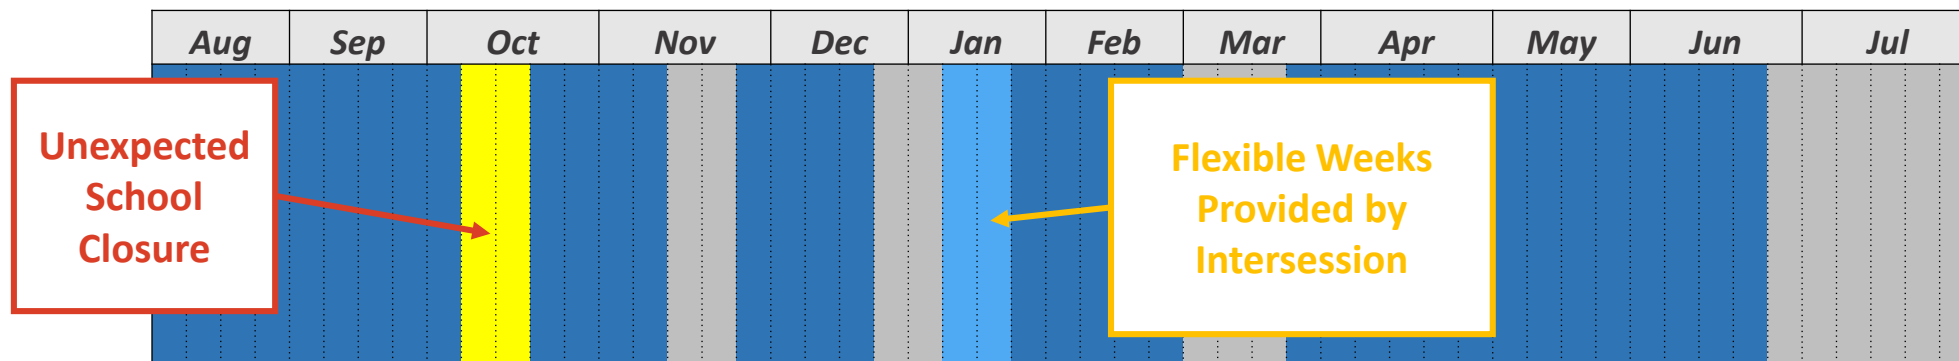 Aug Sep Oct Nov Dec Jan Feb Mar Apr May Jun Jul
Unexpected
School
Closure
Flexible Weeks
Provided by
Intersession